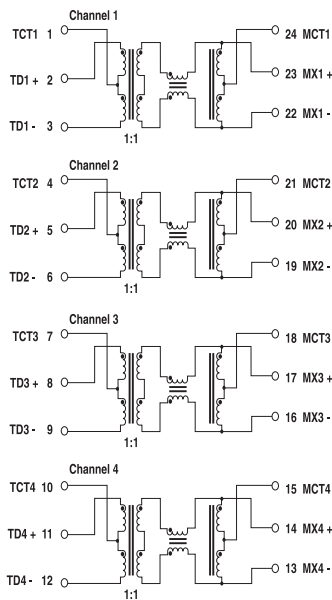 Channel 1
TCT1 1
24 MCT1
TD1 + 2
23 MX1 +
TD1 - 3
22 MX1 -
1:1
Channel 2
TCT2 4
21 MCT2
TD2 + 5
20 MX2 +
TD2 - 6
19 MX2 -
1:1
Channel 3
TCT3 7
18 MCT3
TD3 + 8
17 MX3 +
TD3 - 9
16 MX3 -
1:1
Channel 4
TCT4 10
15 MCT4
TD4 + 11
14 MX4 +
TD4 - 12
13 MX4 -
1:1